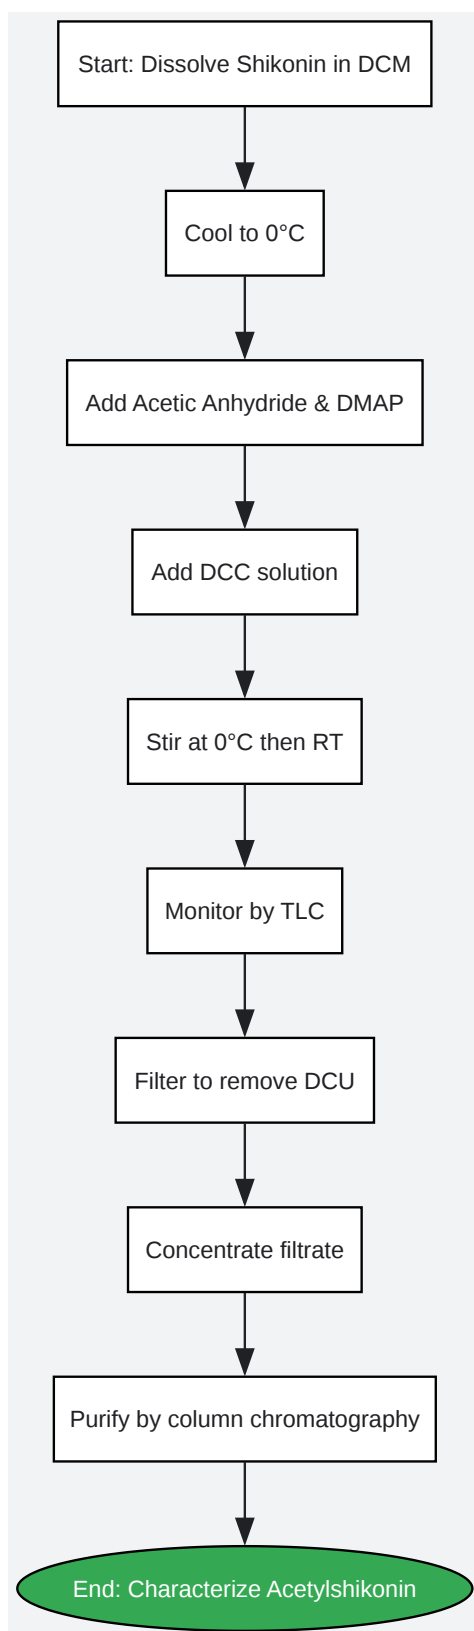 Start: Dissolve Shikonin in DCM
Cool to 0°C
Add Acetic Anhydride & DMAP
Add DCC solution
Stir at 0°C then RT
Monitor by TLC
Filter to remove DCU
Concentrate filtrate
Purify by column chromatography
End: Characterize Acetylshikonin